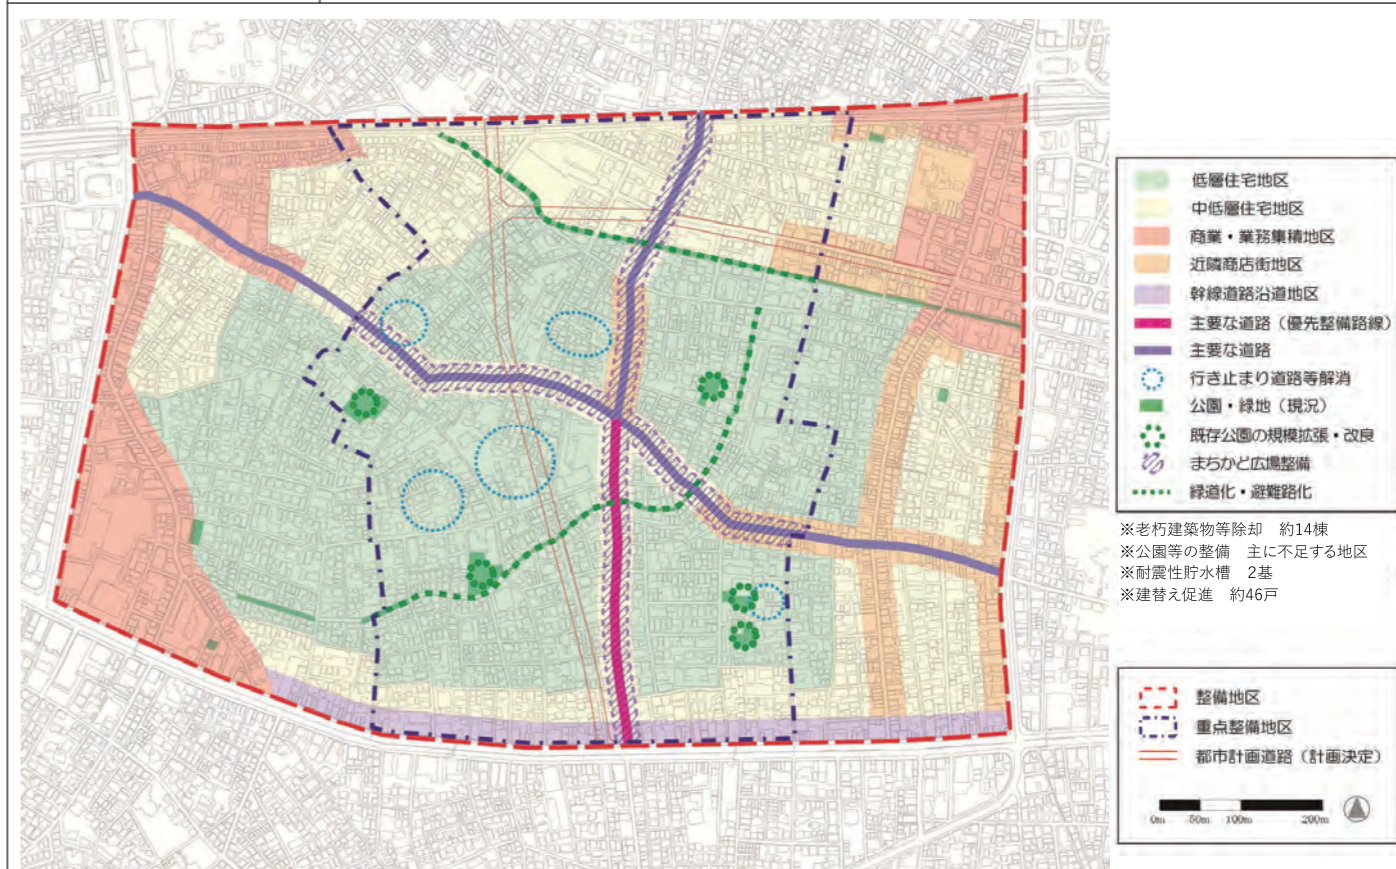 低層住宅地区
中低層住宅地区
商業・業務集積地区
近隣商店街地区
幹線道路沿道地区
主要な道路（優先整備路線）
主要な道路
行き止まり道路等解消
公園・緑地（現況）
既存公園の規模拡張・改良
まちかど広場整備
緑道化・避難路化
※老朽建築物等除却　約14棟
※公園等の整備　主に不足する地区
※耐震性貯水槽　2基
※建替え促進　約46戸
整備地区
重点整備地区
都市計画道路（計画決定）
0m 50m 100m 200m